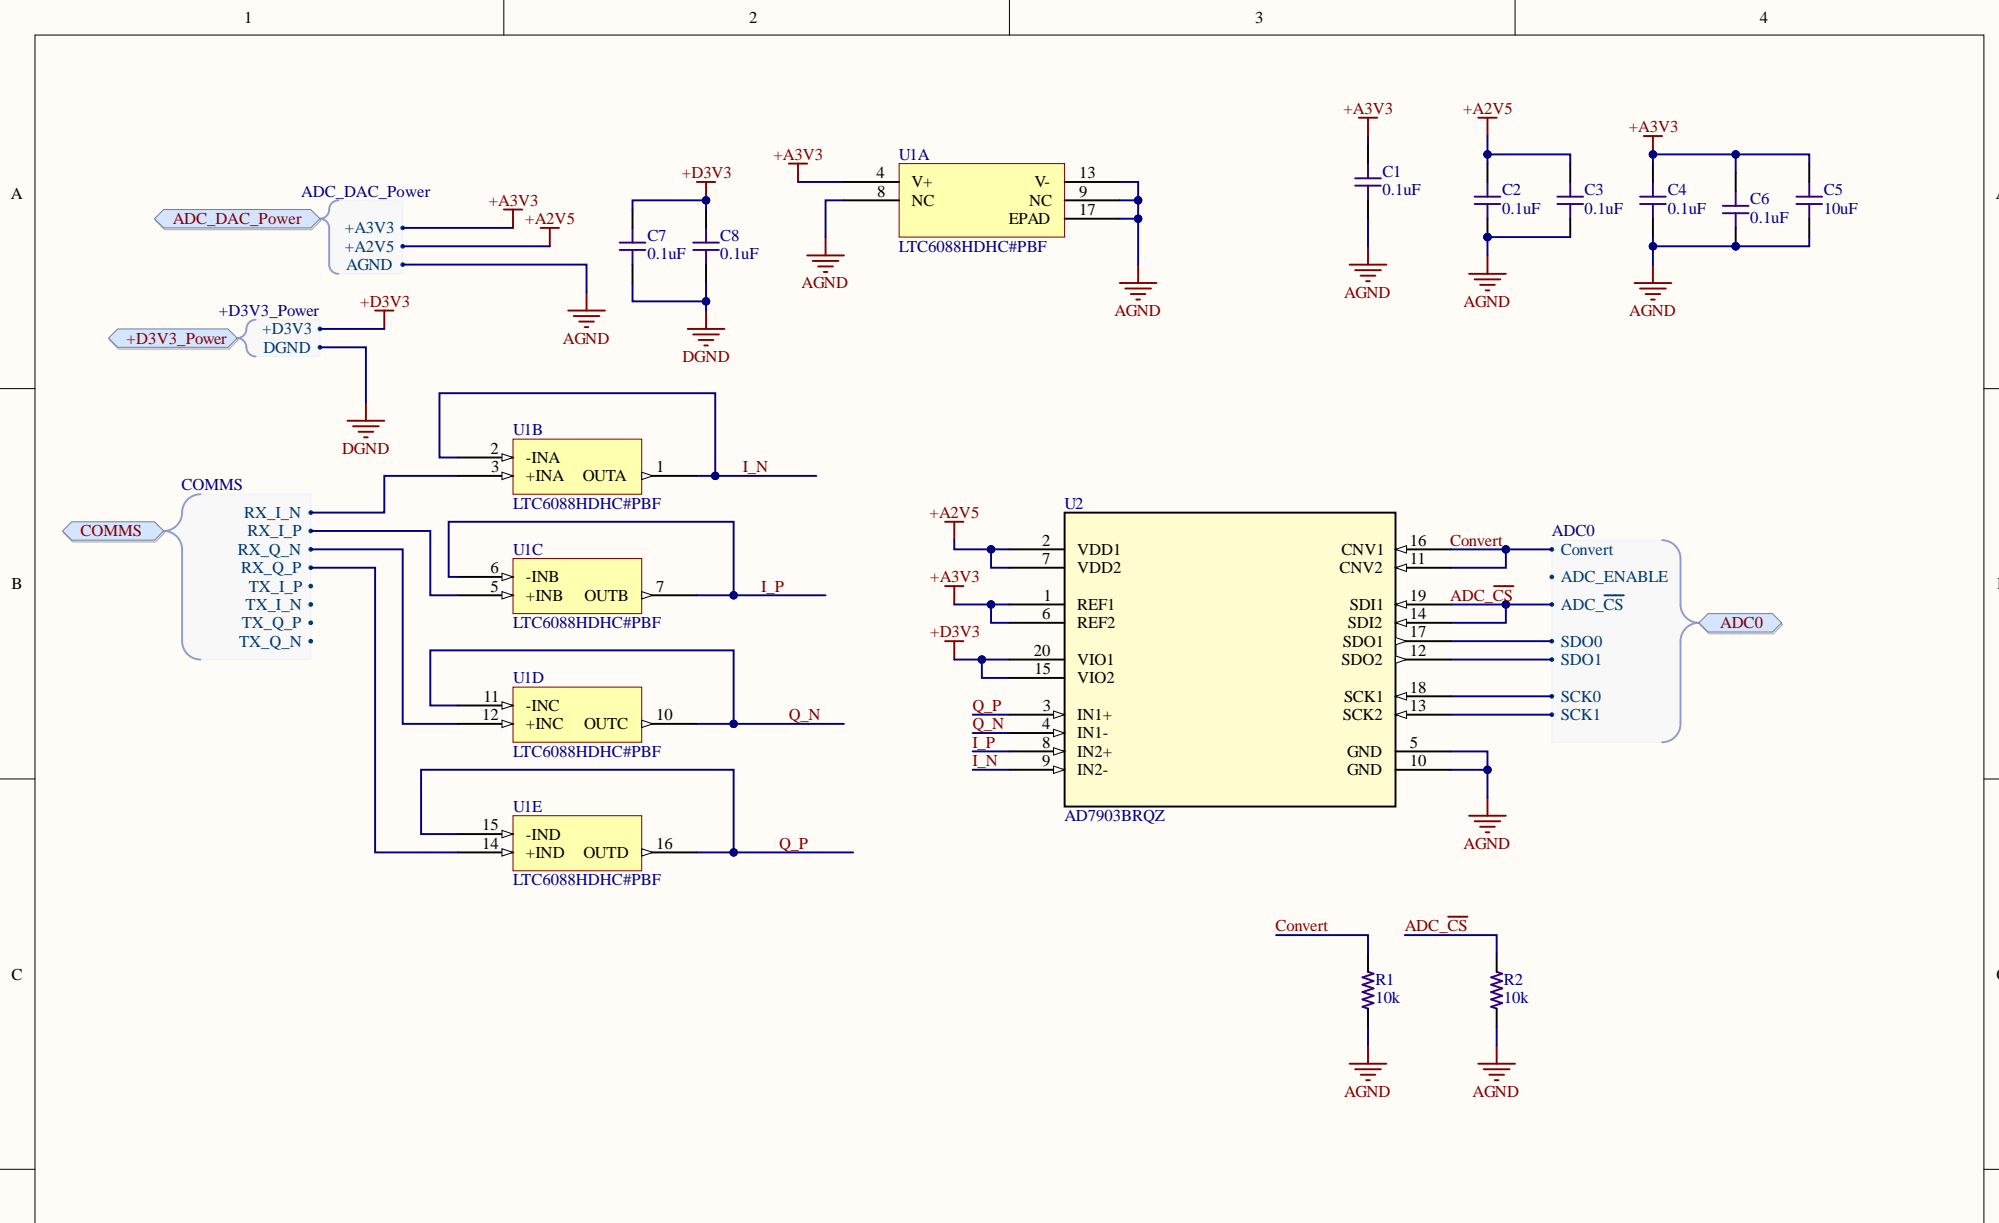 1 2 3 4
A
B
C
ADC_DAC_Power
ADC_DAC_Power
+A3V3
+A2V5
AGND
+A3V3
+A2V5
AGND
+D3V3_Power
+D3V3_Power
+D3V3
DGND
+D3V3
DGND
+D3V3
C7
0.1uF
C8
0.1uF
DGND
+A3V3
U1A
4 V+ V- 13
8 NC NC 9
EPAD 17
LTC6088HDHC#PBF
AGND
AGND
+A3V3
C1
0.1uF
AGND
+A2V5
C2
0.1uF
C3
0.1uF
AGND
+A3V3
C4
0.1uF
C6
0.1uF
C5
10uF
AGND
COMMS
COMMS
RX_I_N
RX_I_P
RX_Q_N
RX_Q_P
TX_I_P
TX_I_N
TX_Q_P
TX_Q_N
U1B
2 -INA
3 +INA OUTA 1 I_N
LTC6088HDHC#PBF
U1C
6 -INB
5 +INB OUTB 7 I_P
LTC6088HDHC#PBF
U1D
11 -INC
12 +INC OUTC 10 Q_N
LTC6088HDHC#PBF
U1E
15 -IND
14 +IND OUTD 16 Q_P
LTC6088HDHC#PBF
U2
+A2V5
+A3V3
+D3V3
2 VDD1 CNV1 16 Convert
7 VDD2 CNV2 11
1 REF1 SDI1 19 ADC_C̅S̅
6 REF2 SDI2 14
SDO1 17
20 VIO1 SDO2 12
15 VIO2
SCK1 18
Q_P 3 IN1+ SCK2 13
Q_N 4 IN1-
I_P 8 IN2+ GND 5
I_N 9 IN2- GND 10
AD7903BRQZ
AGND
ADC0
Convert
ADC_ENABLE
ADC_C̅S̅
SDO0
SDO1
SCK0
SCK1
ADC0
Convert
R1
10k
AGND
ADC_C̅S̅
R2
10k
AGND